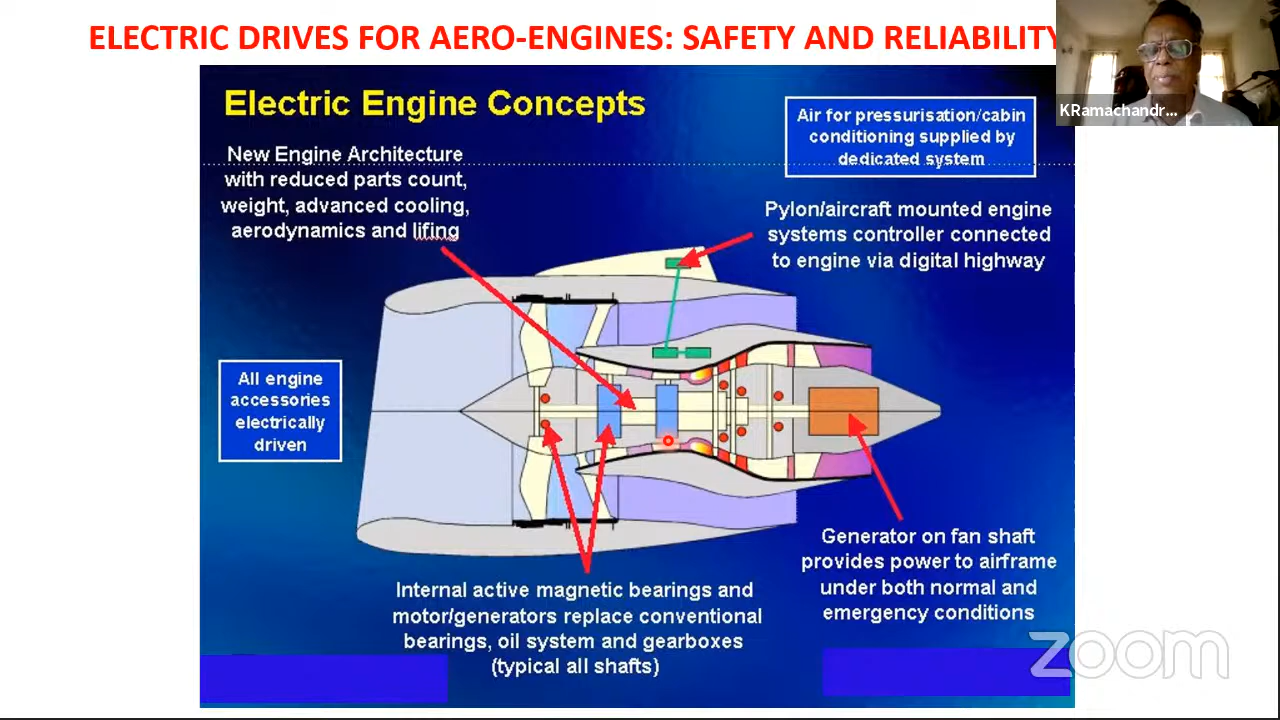 ELECTRIC DRIVES FOR AERO-ENGINES: SAFETY AND RELIABILITY
KRamachandr...
Electric Engine Concepts
Air for pressurisation/cabin
conditioning supplied by
dedicated system
New Engine Architecture
with reduced parts count,
weight, advanced cooling,
aerodynamics and lifing
Pylon/aircraft mounted engine
systems controller connected
to engine via digital highway
All engine
accessories
electrically
driven
Generator on fan shaft
provides power to airframe
under both normal and
emergency conditions
Internal active magnetic bearings and
motor/generators replace conventional
bearings, oil system and gearboxes
(typical all shafts)
zoom